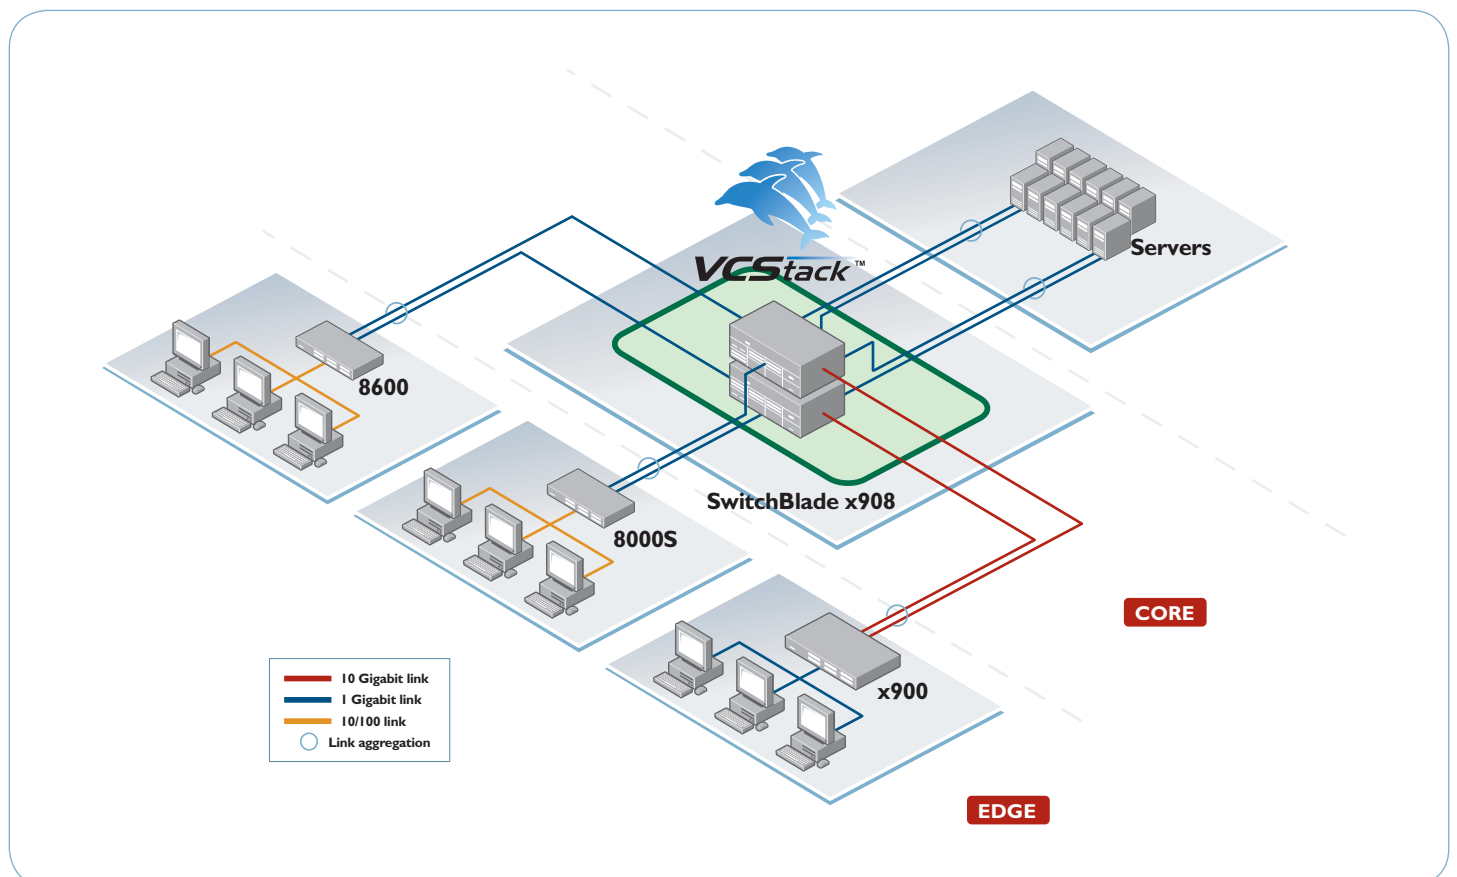 VCStack™
Servers
8600
SwitchBlade x908
8000S
CORE
x900
10 Gigabit link
1 Gigabit link
10/100 link
Link aggregation
EDGE